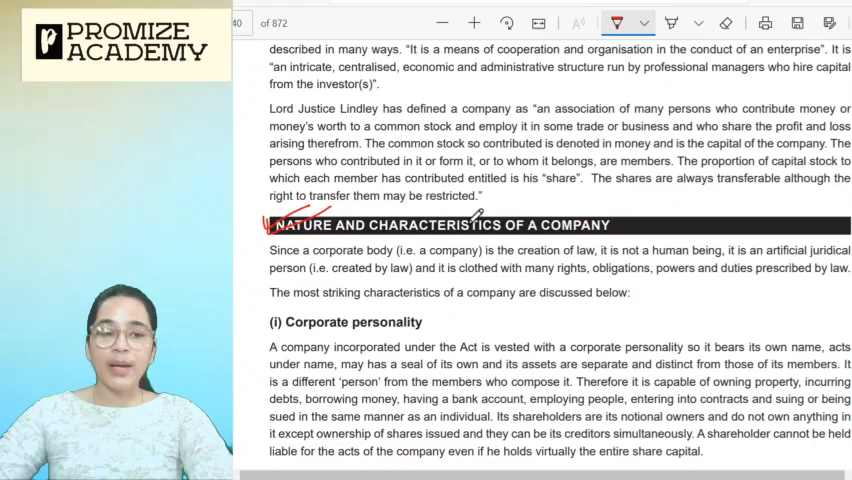 PROMIZE
ACADEMY
40 of 872
described in many ways. “It is a means of cooperation and organisation in the conduct of an enterprise”. It is
“an intricate, centralised, economic and administrative structure run by professional managers who hire capital
from the investor(s)”.
Lord Justice Lindley has defined a company as “an association of many persons who contribute money or
money’s worth to a common stock and employ it in some trade or business and who share the profit and loss
arising therefrom. The common stock so contributed is denoted in money and is the capital of the company. The
persons who contributed in it or form it, or to whom it belongs, are members. The proportion of capital stock to
which each member has contributed entitled is his “share”. The shares are always transferable although the
right to transfer them may be restricted.”
NATURE AND CHARACTERISTICS OF A COMPANY
Since a corporate body (i.e. a company) is the creation of law, it is not a human being, it is an artificial juridical
person (i.e. created by law) and it is clothed with many rights, obligations, powers and duties prescribed by law.
The most striking characteristics of a company are discussed below:
(i) Corporate personality
A company incorporated under the Act is vested with a corporate personality so it bears its own name, acts
under name, may has a seal of its own and its assets are separate and distinct from those of its members. It
is a different ‘person’ from the members who compose it. Therefore it is capable of owning property, incurring
debts, borrowing money, having a bank account, employing people, entering into contracts and suing or being
sued in the same manner as an individual. Its shareholders are its notional owners and do not own anything in
it except ownership of shares issued and they can be its creditors simultaneously. A shareholder cannot be held
liable for the acts of the company even if he holds virtually the entire share capital.